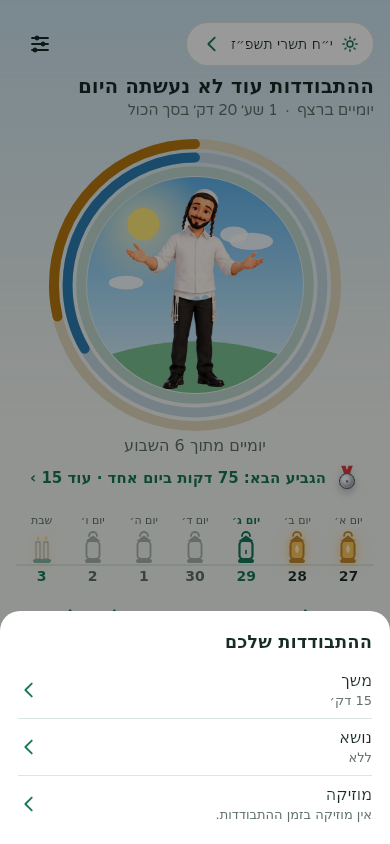 י״ח תשרי תשפ״ז
ההתבודדות עוד לא נעשתה היום
יומיים ברצף · 1 שע׳ 20 דק׳ בסך הכול
יומיים מתוך 6 השבוע
הגביע הבא: 75 דקות ביום אחד · עוד 15 ›
יום א׳ יום ב׳ יום ג׳ יום ד׳ יום ה׳ יום ו׳ שבת
27 28 29 30 1 2 3
ההתבודדות שלכם
משך
15 דק׳
נושא
ללא
מוזיקה
אין מוזיקה בזמן ההתבודדות.